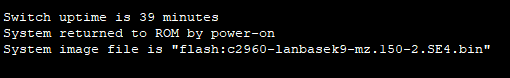 Switch uptime is 39 minutes
System returned to ROM by power-on
System image file is "flash:c2960-lanbasek9-mz.150-2.SE4.bin"